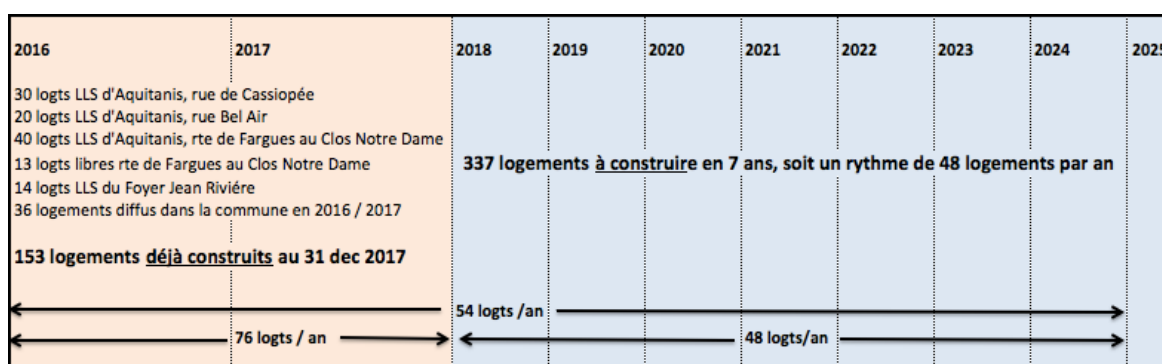 2016 2017 2018 2019 2020 2021 2022 2023 2024 2025
30 logts LLS d'Aquitanis, rue de Cassiopée
20 logts LLS d'Aquitanis, rue Bel Air
40 logts LLS d'Aquitanis, rte de Fargues au Clos Notre Dame
13 logts libres rte de Fargues au Clos Notre Dame
337 logements à construire en 7 ans, soit un rythme de 48 logements par an
14 logts LLS du Foyer Jean Riviére
36 logements diffus dans la commune en 2016 / 2017
153 logements déjà construits au 31 dec 2017
54 logts /an
76 logts / an 48 logts/an